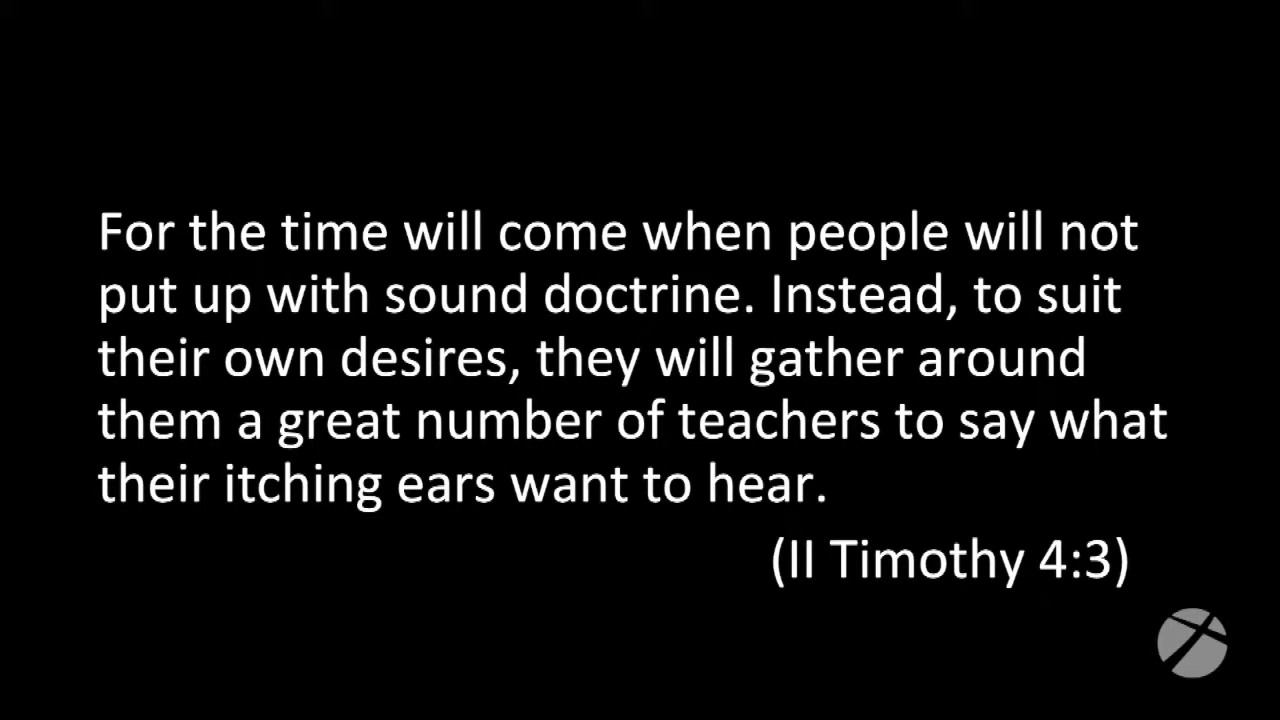 For the time will come when people will not
put up with sound doctrine. Instead, to suit
their own desires, they will gather around
them a great number of teachers to say what
their itching ears want to hear.
(II Timothy 4:3)